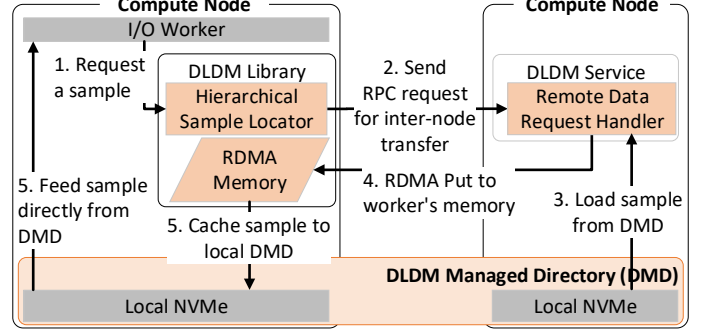 Compute Node
I/O Worker
1. Request
a sample
DLDM Library
Hierarchical
Sample Locator
RDMA
Memory
2. Send
RPC request
for inter-node
transfer
Compute Node
DLDM Service
Remote Data
Request Handler
4. RDMA Put to
worker's memory
3. Load sample
from DMD
5. Feed sample
directly from
DMD
5. Cache sample to
local DMD
DLDM Managed Directory (DMD)
Local NVMe
Local NVMe